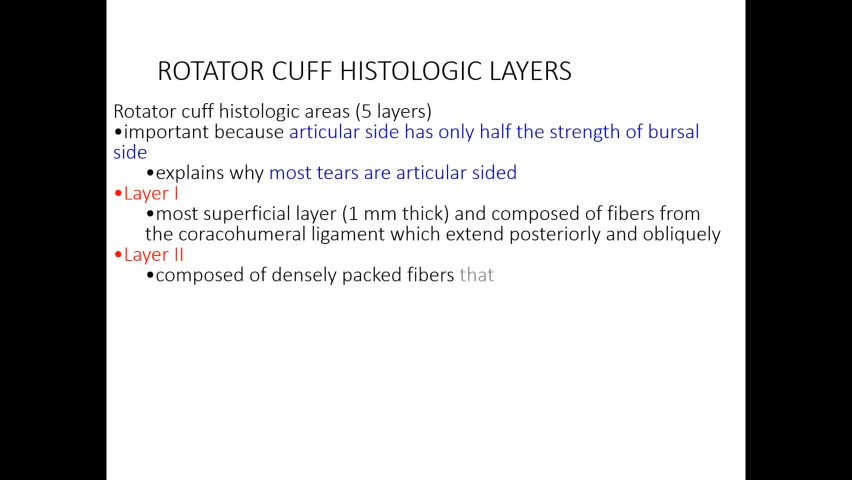 ROTATOR CUFF HISTOLOGIC LAYERS
Rotator cuff histologic areas (5 layers)
•important because articular side has only half the strength of bursal
side
•explains why most tears are articular sided
•Layer I
•most superficial layer (1 mm thick) and composed of fibers from
the coracohumeral ligament which extend posteriorly and obliquely
•Layer II
•composed of densely packed fibers that